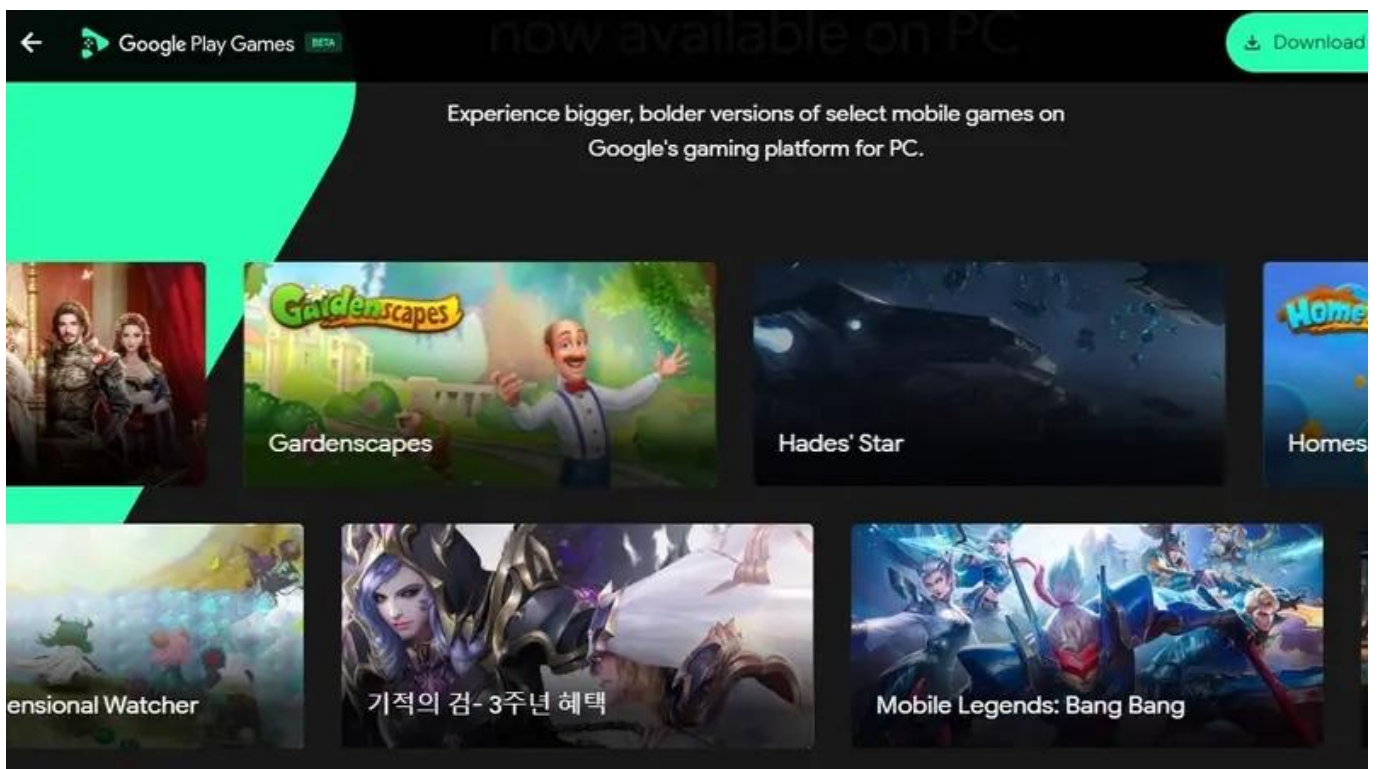 now available on PC
Google Play Games BETA
Download
Experience bigger, bolder versions of select mobile games on
Google's gaming platform for PC.
Gardenscapes
Gardenscapes
Hades' Star
Home
Homes
ensional Watcher
기적의 검- 3주년 혜택
Mobile Legends: Bang Bang